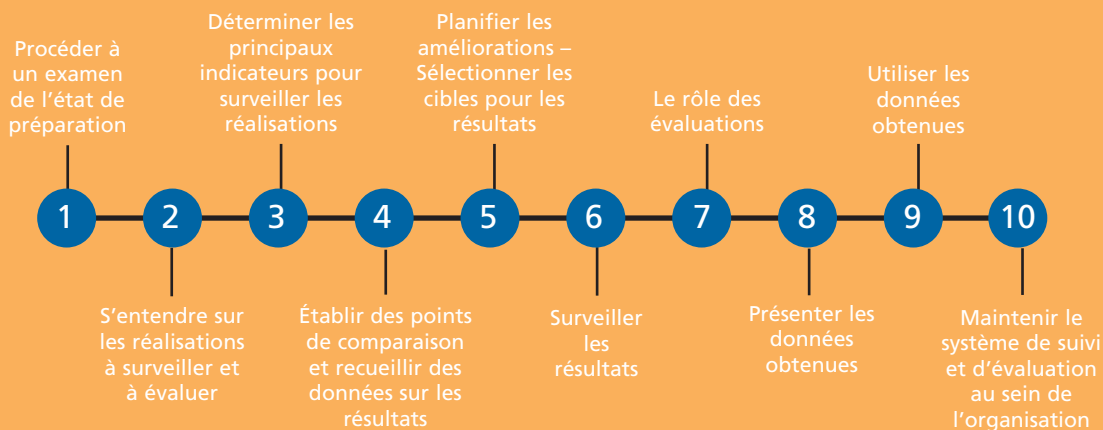 Procéder à
un examen
de l'état de
préparation
Déterminer les
principaux
indicateurs pour
surveiller les
réalisations
Planifier les
améliorations –
Sélectionner les
cibles pour les
résultats
Le rôle des
évaluations
Utiliser les
données
obtenues
1 2 3 4 5 6 7 8 9 10
S'entendre sur
les réalisations
à surveiller et
à évaluer
Établir des points
de comparaison
et recueillir des
données sur les
résultats
Surveiller
les
résultats
Présenter les
données
obtenues
Maintenir le
système de suivi
et d'évaluation
au sein de
l'organisation